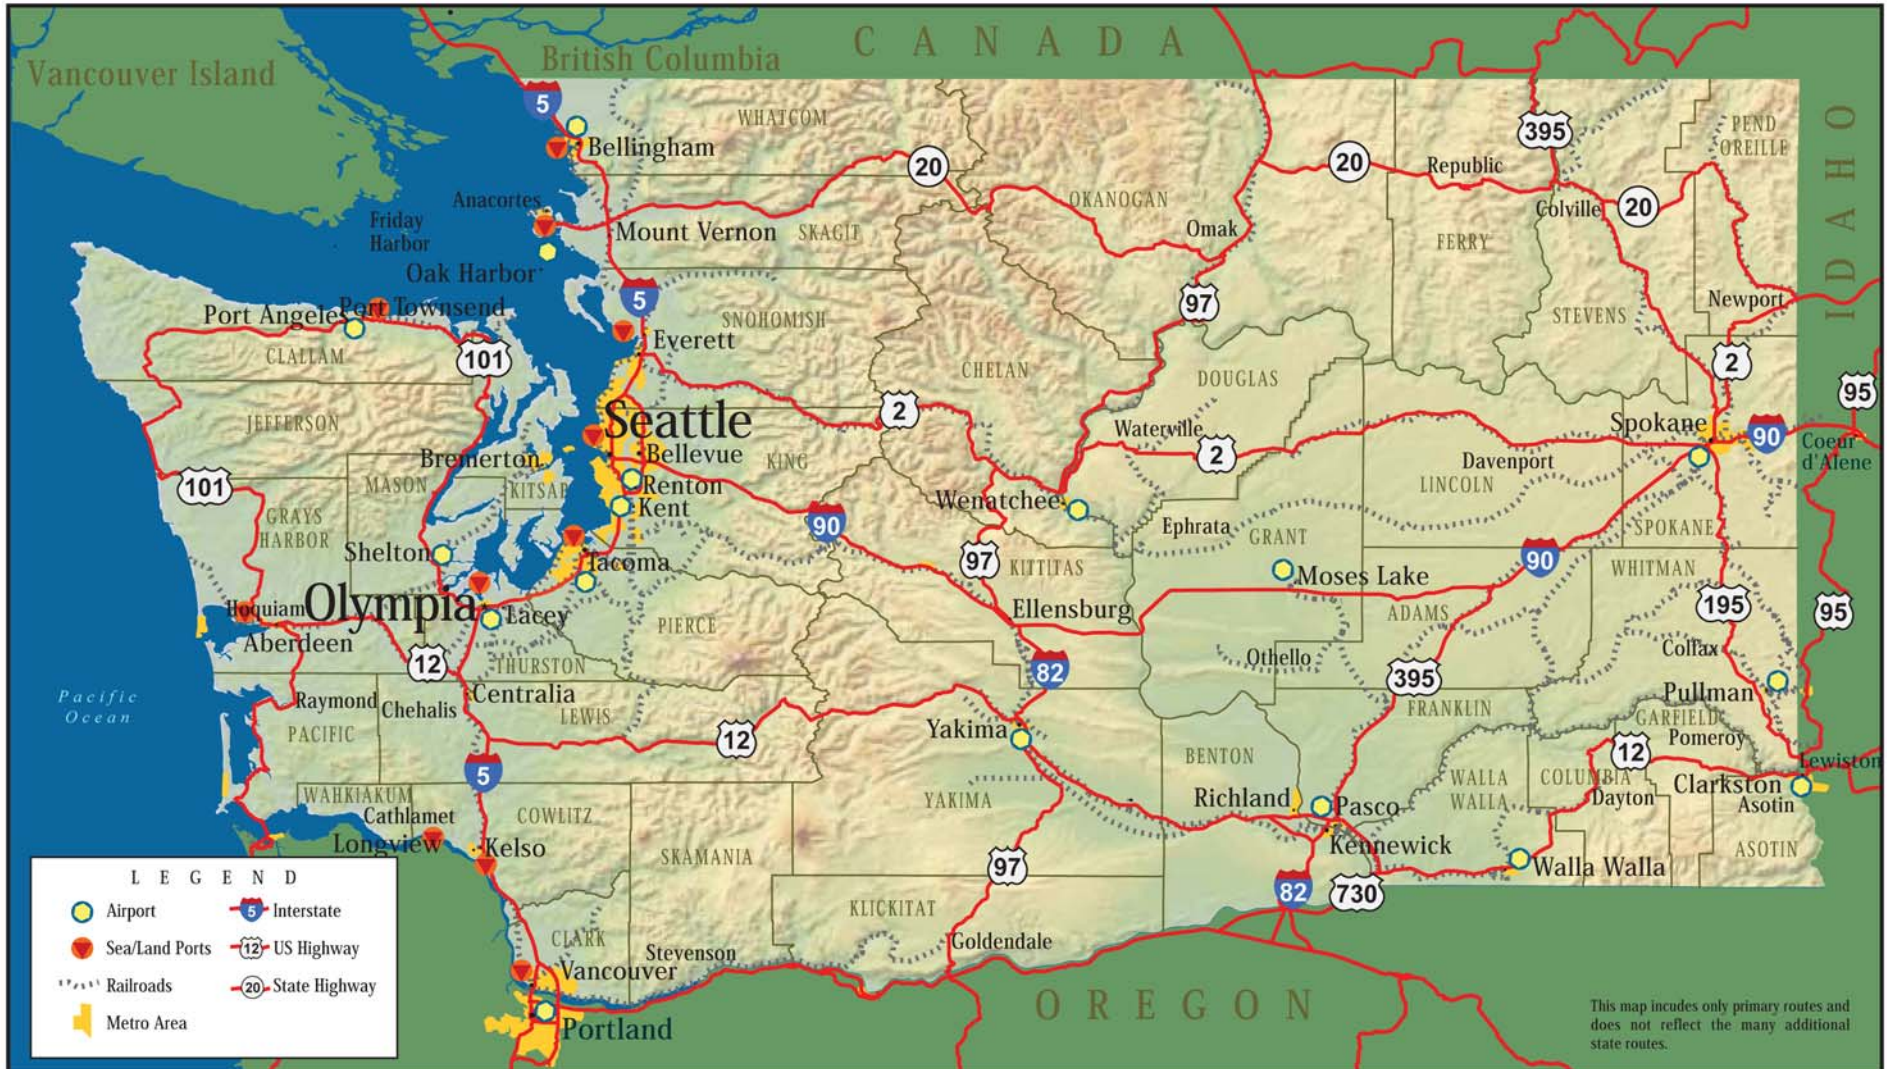 CANADA
British Columbia
Vancouver Island
5
WHATCOM
395
PEND
OREILLE
IDAHO
Bellingham
20
20
Republic
Anacortes
OKANOGAN
Colville
20
Friday
Harbor
Mount Vernon
SKAGIT
Omak
FERRY
Oak Harbor
5
97
Newport
Port Angeles
Port Townsend
SNOHOMISH
STEVENS
CLALLAM
101
Everett
CHELAN
DOUGLAS
2
95
JEFFERSON
Seattle
2
Waterville
2
Spokane
90
Coeur
d'Alene
Bremerton
Bellevue
KING
Davenport
LINCOLN
101
MASON
KITSAP
Renton
Kent
Wenatchee
GRAYS
HARBOR
90
Ephrata
GRANT
SPOKANE
Shelton
Tacoma
97
KITTITAS
Moses Lake
90
WHITMAN
Hoquiam
Olympia
Lacey
Ellensburg
ADAMS
195
95
Aberdeen
PIERCE
12
THURSTON
82
Othello
395
Colfax
Pacific
Ocean
Raymond
Chehalis
Centralia
LEWIS
Pullman
PACIFIC
12
Yakima
FRANKLIN
GARFIELD
Pomeroy
5
BENTON
12
Lewiston
WAHKIAKUM
COWLITZ
YAKIMA
Richland
Pasco
WALLA
WALLA
COLUMBIA
Dayton
Clarkston
Asotin
Cathlamet
Longview
Kelso
SKAMANIA
97
Kennewick
ASOTIN
Walla Walla
82
730
KLICKITAT
CLARK
Stevenson
Goldendale
Vancouver
OREGON
Portland
LEGEND
Airport
5
Interstate
Sea/Land Ports
12
US Highway
Railroads
20
State Highway
Metro Area
This map incudes only primary routes and
does not reflect the many additional
state routes.